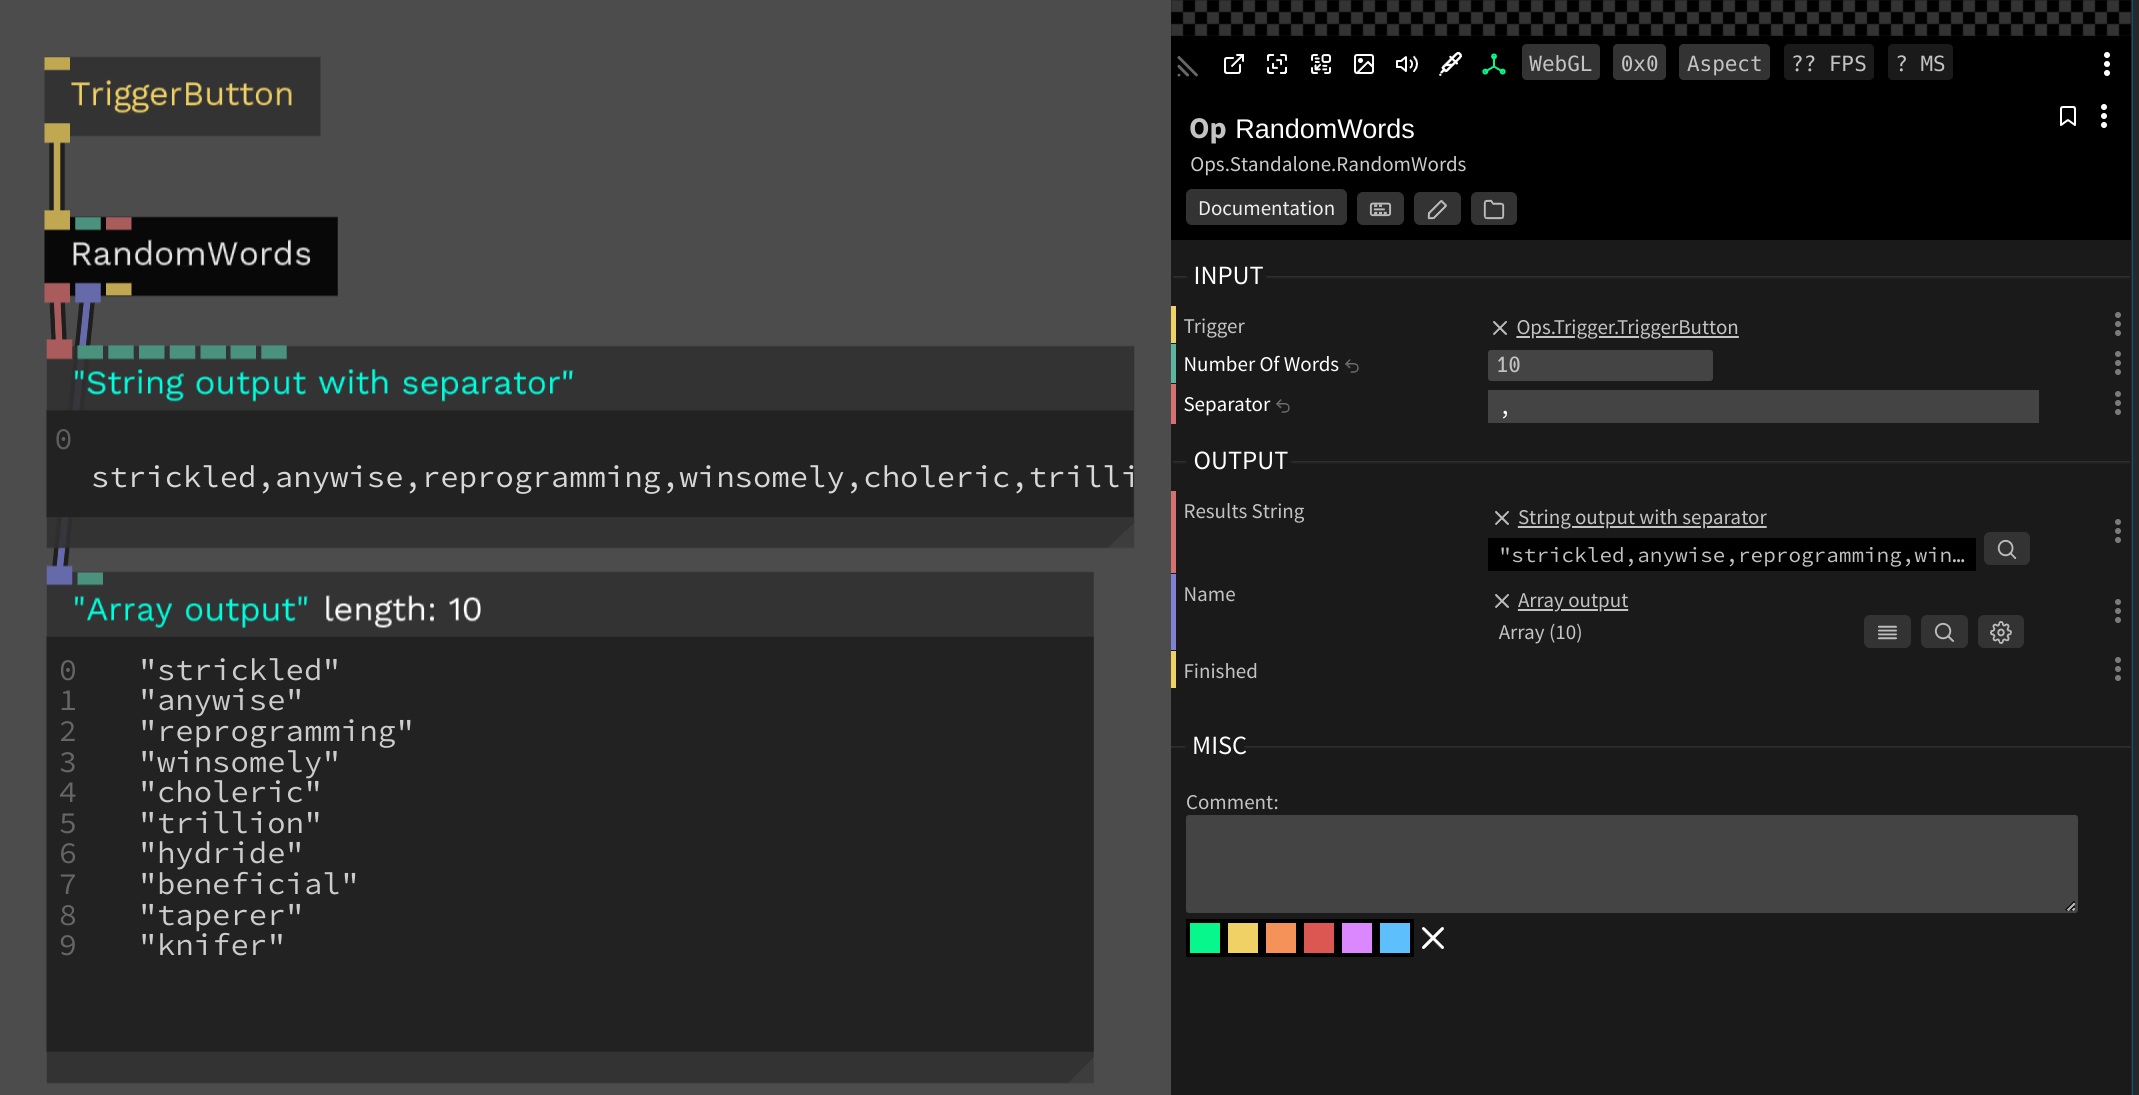 TriggerButton
RandomWords
"String output with separator"
0
strickled,anywise,reprogramming,winsomely,choleric,trilli
"Array output" length: 10
0 "strickled"
1 "anywise"
2 "reprogramming"
3 "winsomely"
4 "choleric"
5 "trillion"
6 "hydride"
7 "beneficial"
8 "taperer"
9 "knifer"
WebGL 0x0 Aspect ?? FPS ? MS
Op RandomWords
Ops.Standalone.RandomWords
Documentation
INPUT
Trigger Ops.Trigger.TriggerButton
Number Of Words 10
Separator ,
OUTPUT
Results String String output with separator
"strickled,anywise,reprogramming,win…
Name Array output
Array (10)
Finished
MISC
Comment: